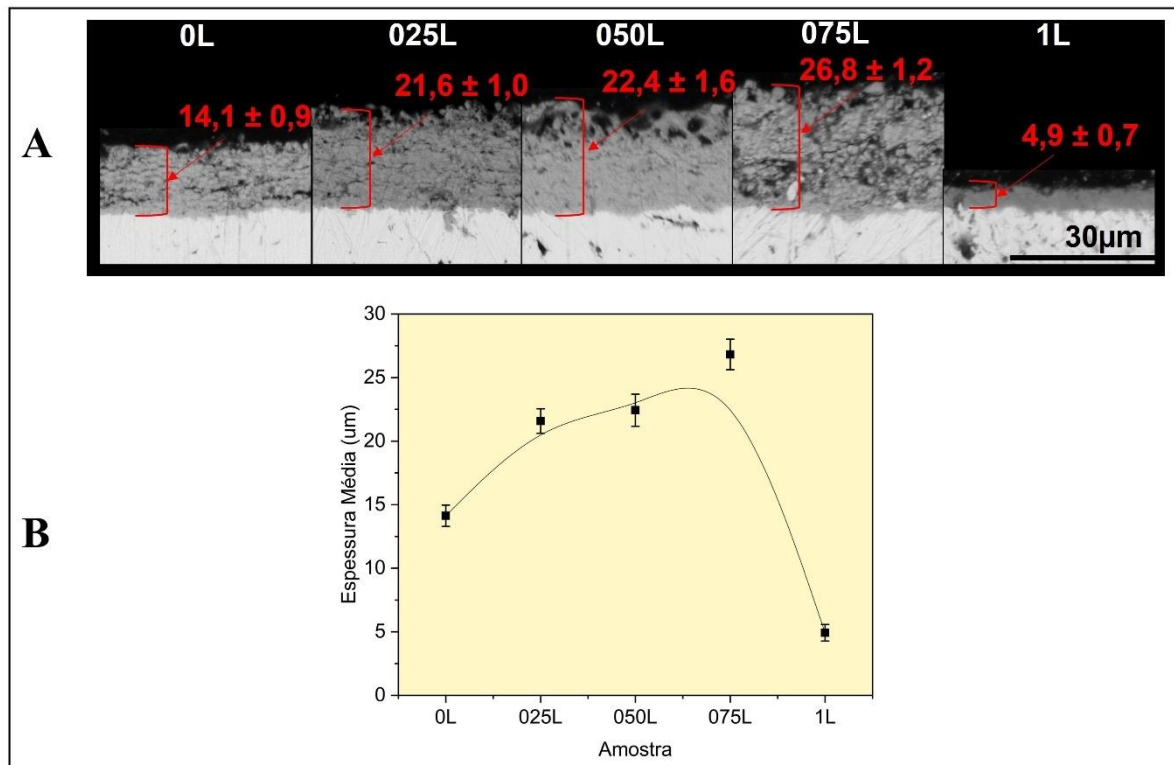 0L 025L 050L 075L 1L
14,1 ± 0,9
21,6 ± 1,0
22,4 ± 1,6
26,8 ± 1,2
4,9 ± 0,7
A
30µm
B
Espessura Média (um)
30
25
20
15
10
5
0
0L 025L 050L 075L 1L
Amostra